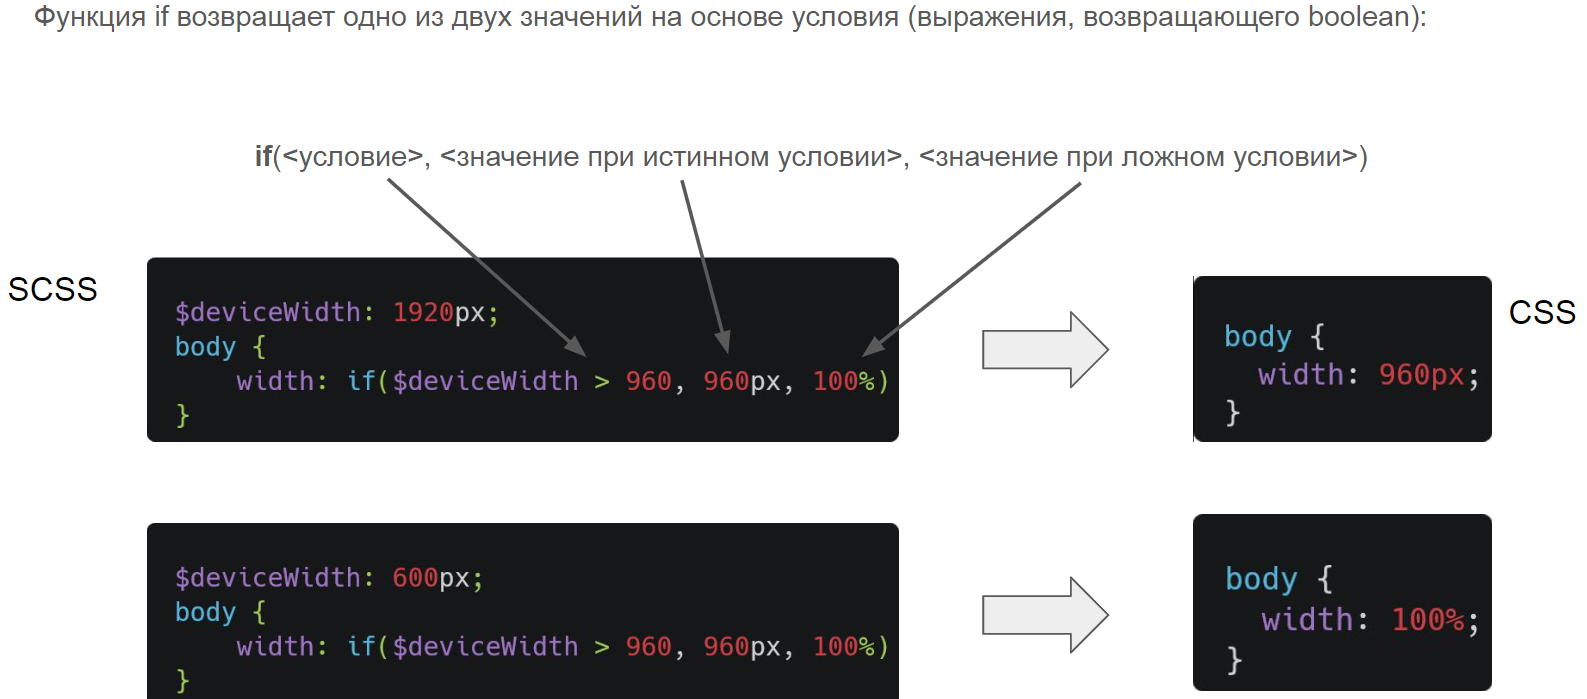 Функция if возвращает одно из двух значений на основе условия (выражения, возвращающего boolean):
if(<условие>, <значение при истинном условии>, <значение при ложном условии>)
SCSS
$deviceWidth: 1920px;
body {
    width: if($deviceWidth > 960, 960px, 100%)
}
body {
  width: 960px;
}
CSS
$deviceWidth: 600px;
body {
    width: if($deviceWidth > 960, 960px, 100%)
}
body {
  width: 100%;
}